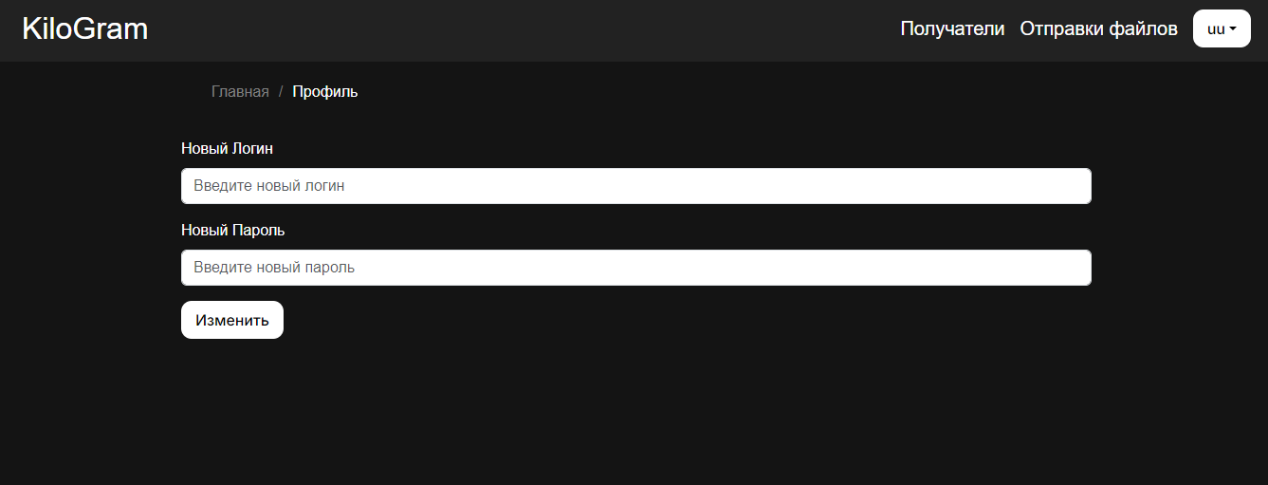 KiloGram
Получатели Отправки файлов uu
Главная / Профиль
Новый Логин
Введите новый логин
Новый Пароль
Введите новый пароль
Изменить